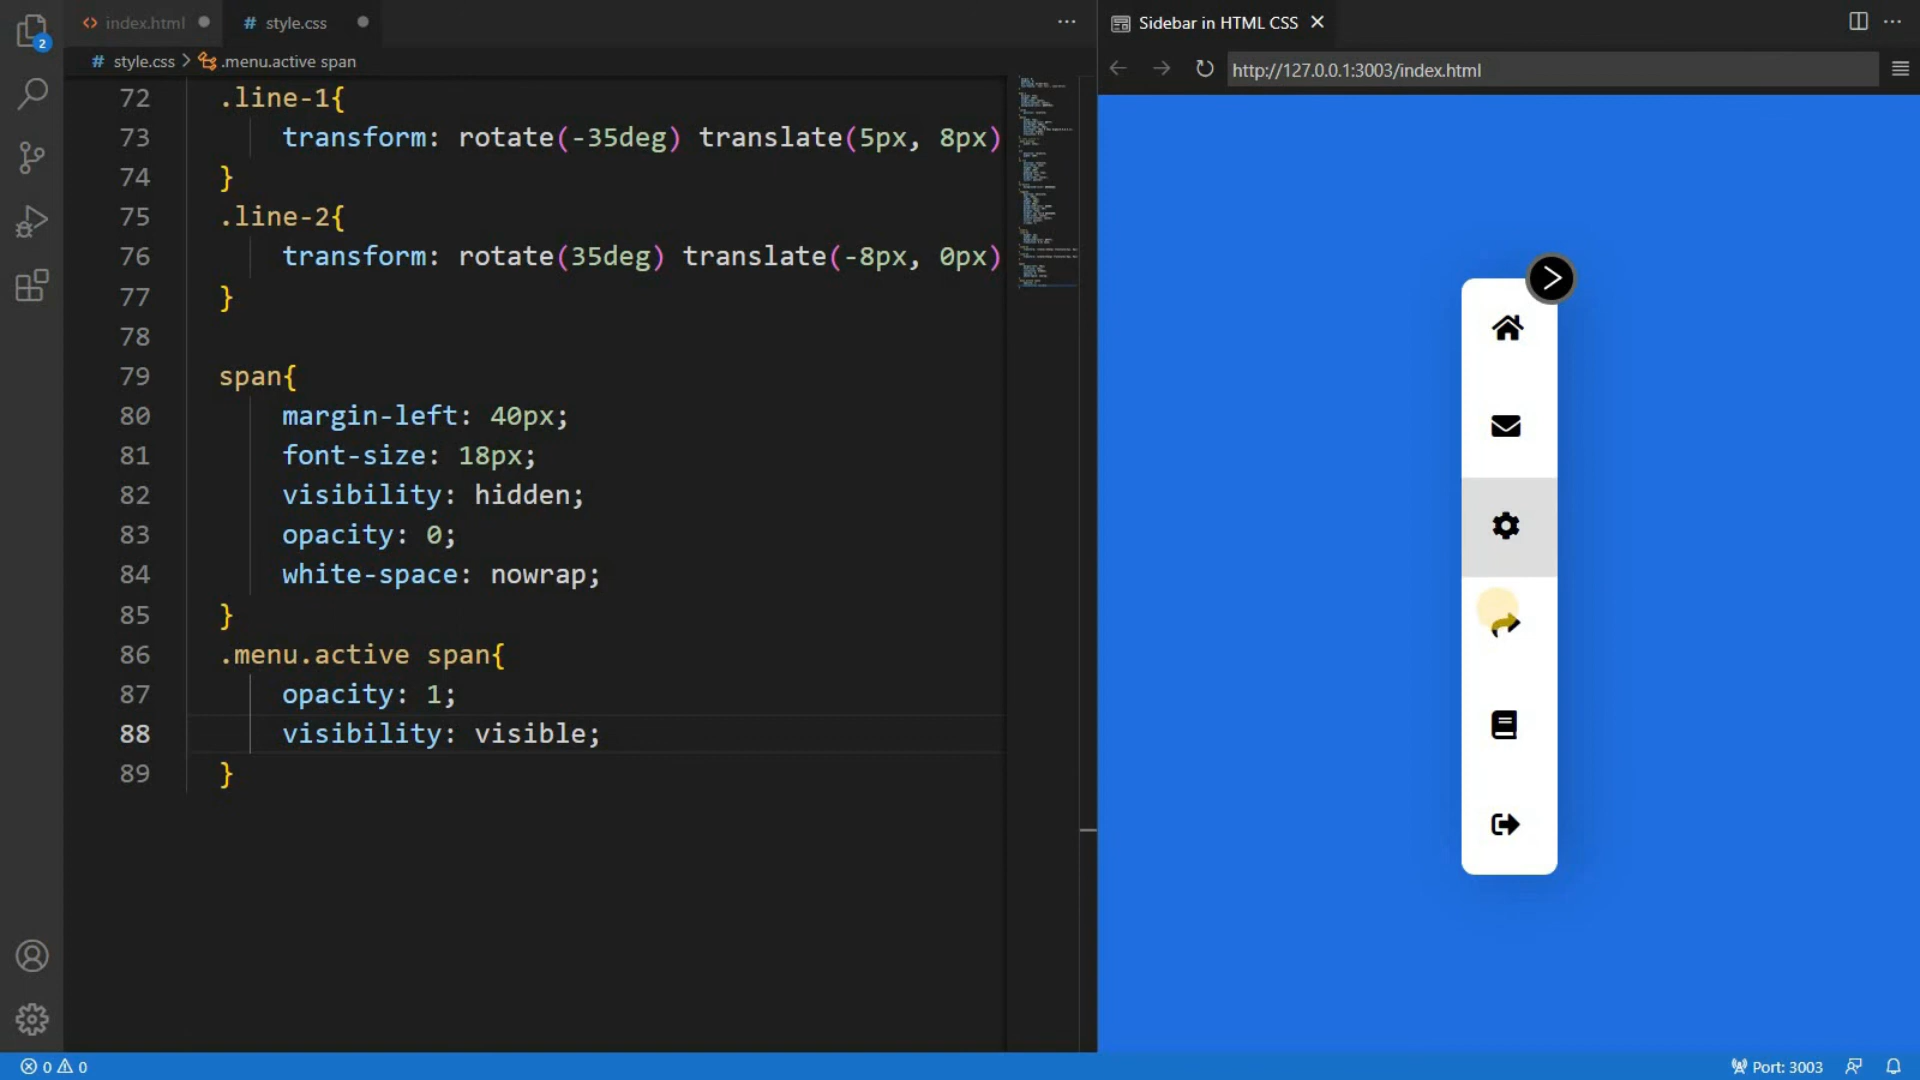 index.html
# style.css
Sidebar in HTML CSS
# style.css > .menu.active span
http://127.0.0.1:3003/index.html
2
72 .line-1{
73 transform: rotate(-35deg) translate(5px, 8px)
74 }
75 .line-2{
76 transform: rotate(35deg) translate(-8px, 0px)
77 }
78
79 span{
80 margin-left: 40px;
81 font-size: 18px;
82 visibility: hidden;
83 opacity: 0;
84 white-space: nowrap;
85 }
86 .menu.active span{
87 opacity: 1;
88 visibility: visible;
89 }
0 0
Port: 3003